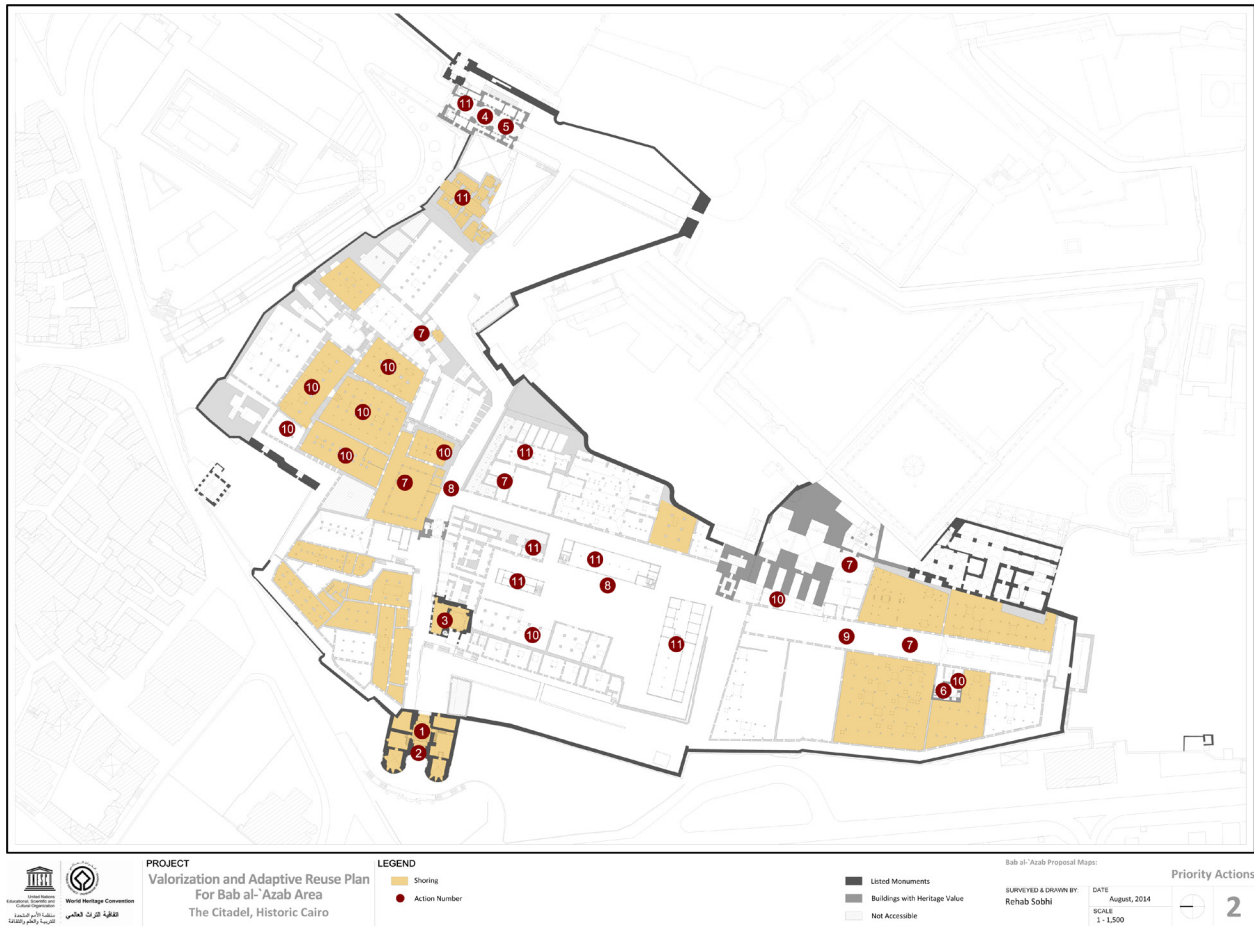 11
4
5
11
7
10
10
10
10
10
10
7
8
11
7
11
11
8
11
3
10
11
7
10
9
7
10
6
1
2
United Nations
Educational, Scientific and
Cultural Organization
منظمة الأمم المتحدة
للتربية والعلم والثقافة
World Heritage Convention
اتفاقية التراث العالمي
PROJECT
Valorization and Adaptive Reuse Plan
For Bab al-`Azab Area
The Citadel, Historic Cairo
LEGEND
Shoring
Action Number
Listed Monuments
Buildings with Heritage Value
Not Accessible
Bab al-`Azab Proposal Maps:
Priority Actions
SURVEYED & DRAWN BY
Rehab Sobhi
DATE
August, 2014
SCALE
1 - 1,500
2